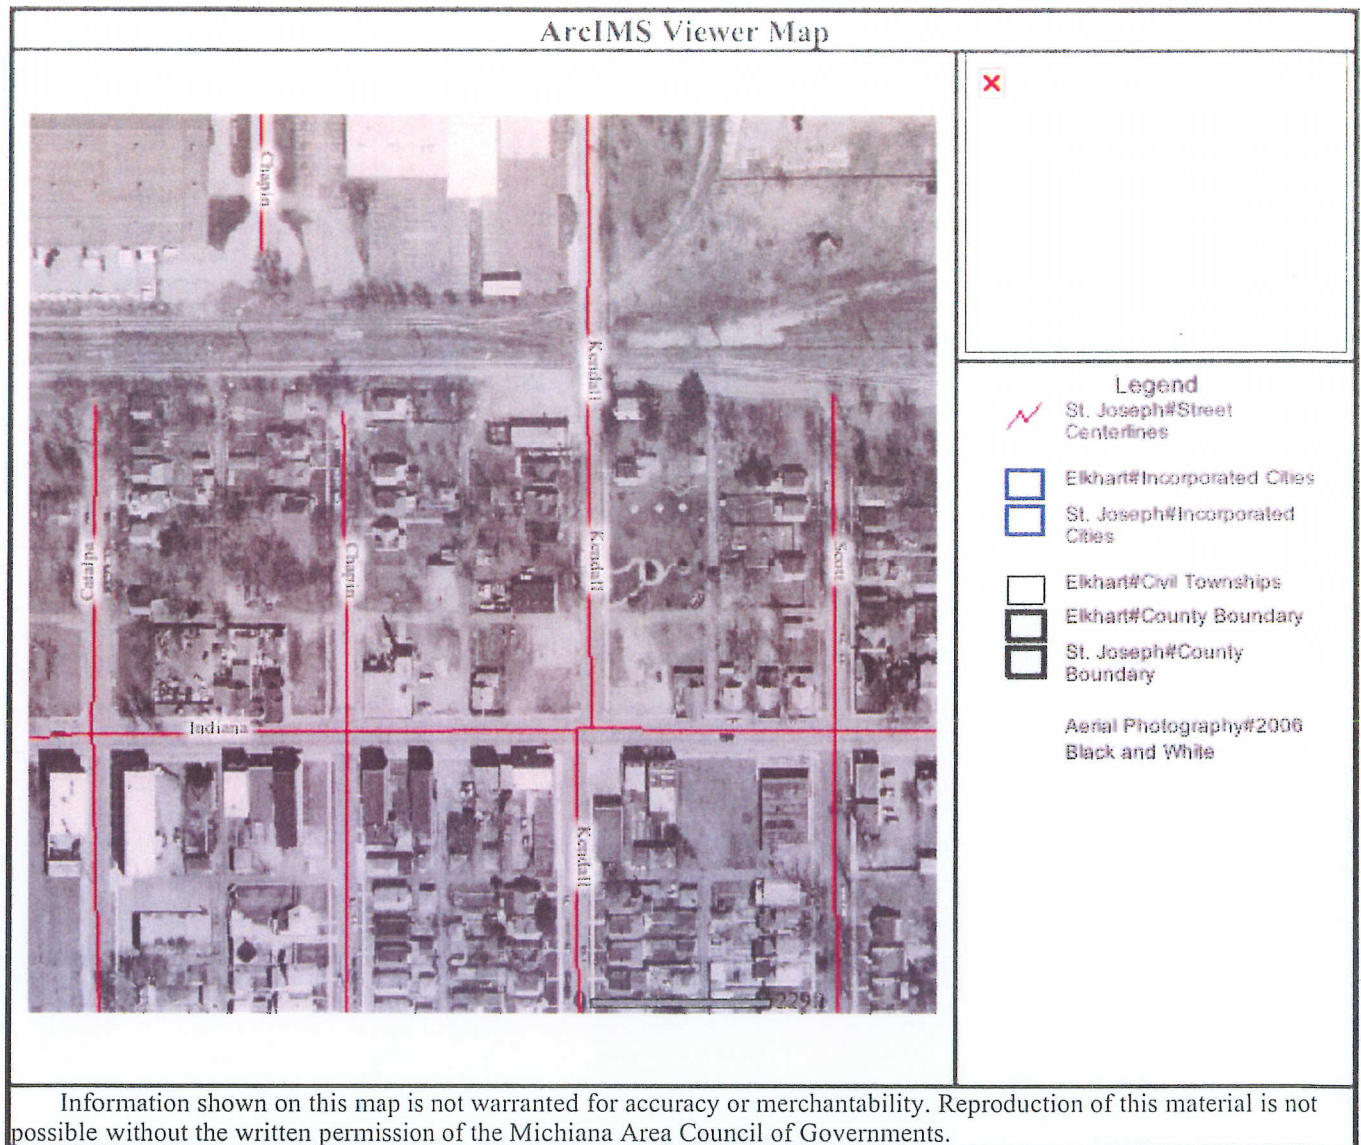 ArcIMS Viewer Map
Chapin
Kendall
Catalpa
Chapin
Kendall
Scott
Indiana
Kendall
0 229ft
Legend
St. Joseph#Street
Centerlines
Elkhart#Incorporated Cities
St. Joseph#Incorporated
Cities
Elkhart#Civil Townships
Elkhart#County Boundary
St. Joseph#County
Boundary
Aerial Photography#2006
Black and White
Information shown on this map is not warranted for accuracy or merchantability. Reproduction of this material is not
possible without the written permission of the Michiana Area Council of Governments.